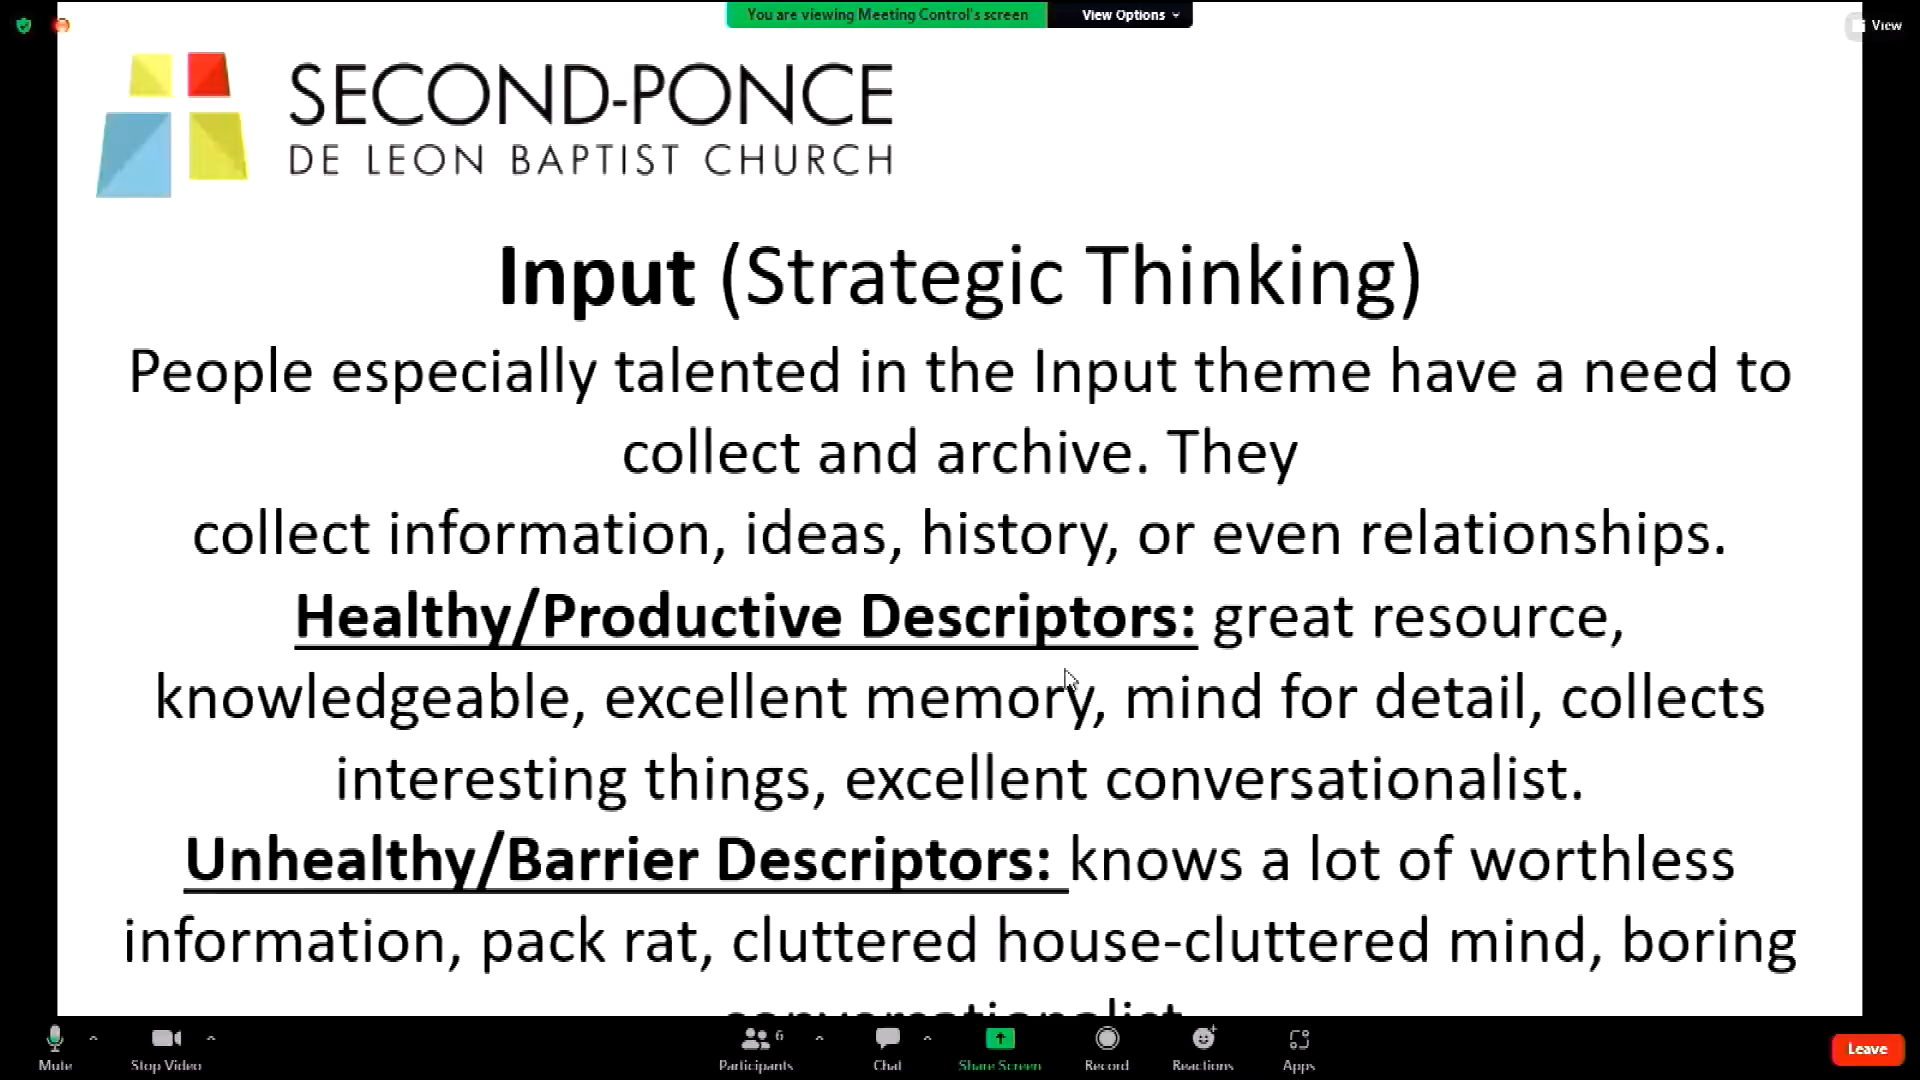 You are viewing Meeting Control's screen
View Options
View
SECOND-PONCE
DE LEON BAPTIST CHURCH
Input (Strategic Thinking)
People especially talented in the Input theme have a need to
collect and archive. They
collect information, ideas, history, or even relationships.
Healthy/Productive Descriptors: great resource,
knowledgeable, excellent memory, mind for detail, collects
interesting things, excellent conversationalist.
Unhealthy/Barrier Descriptors: knows a lot of worthless
information, pack rat, cluttered house-cluttered mind, boring
conversationalist
Mute
Stop Video
Participants 6
Chat
Share Screen
Record
Reactions
Apps
Leave